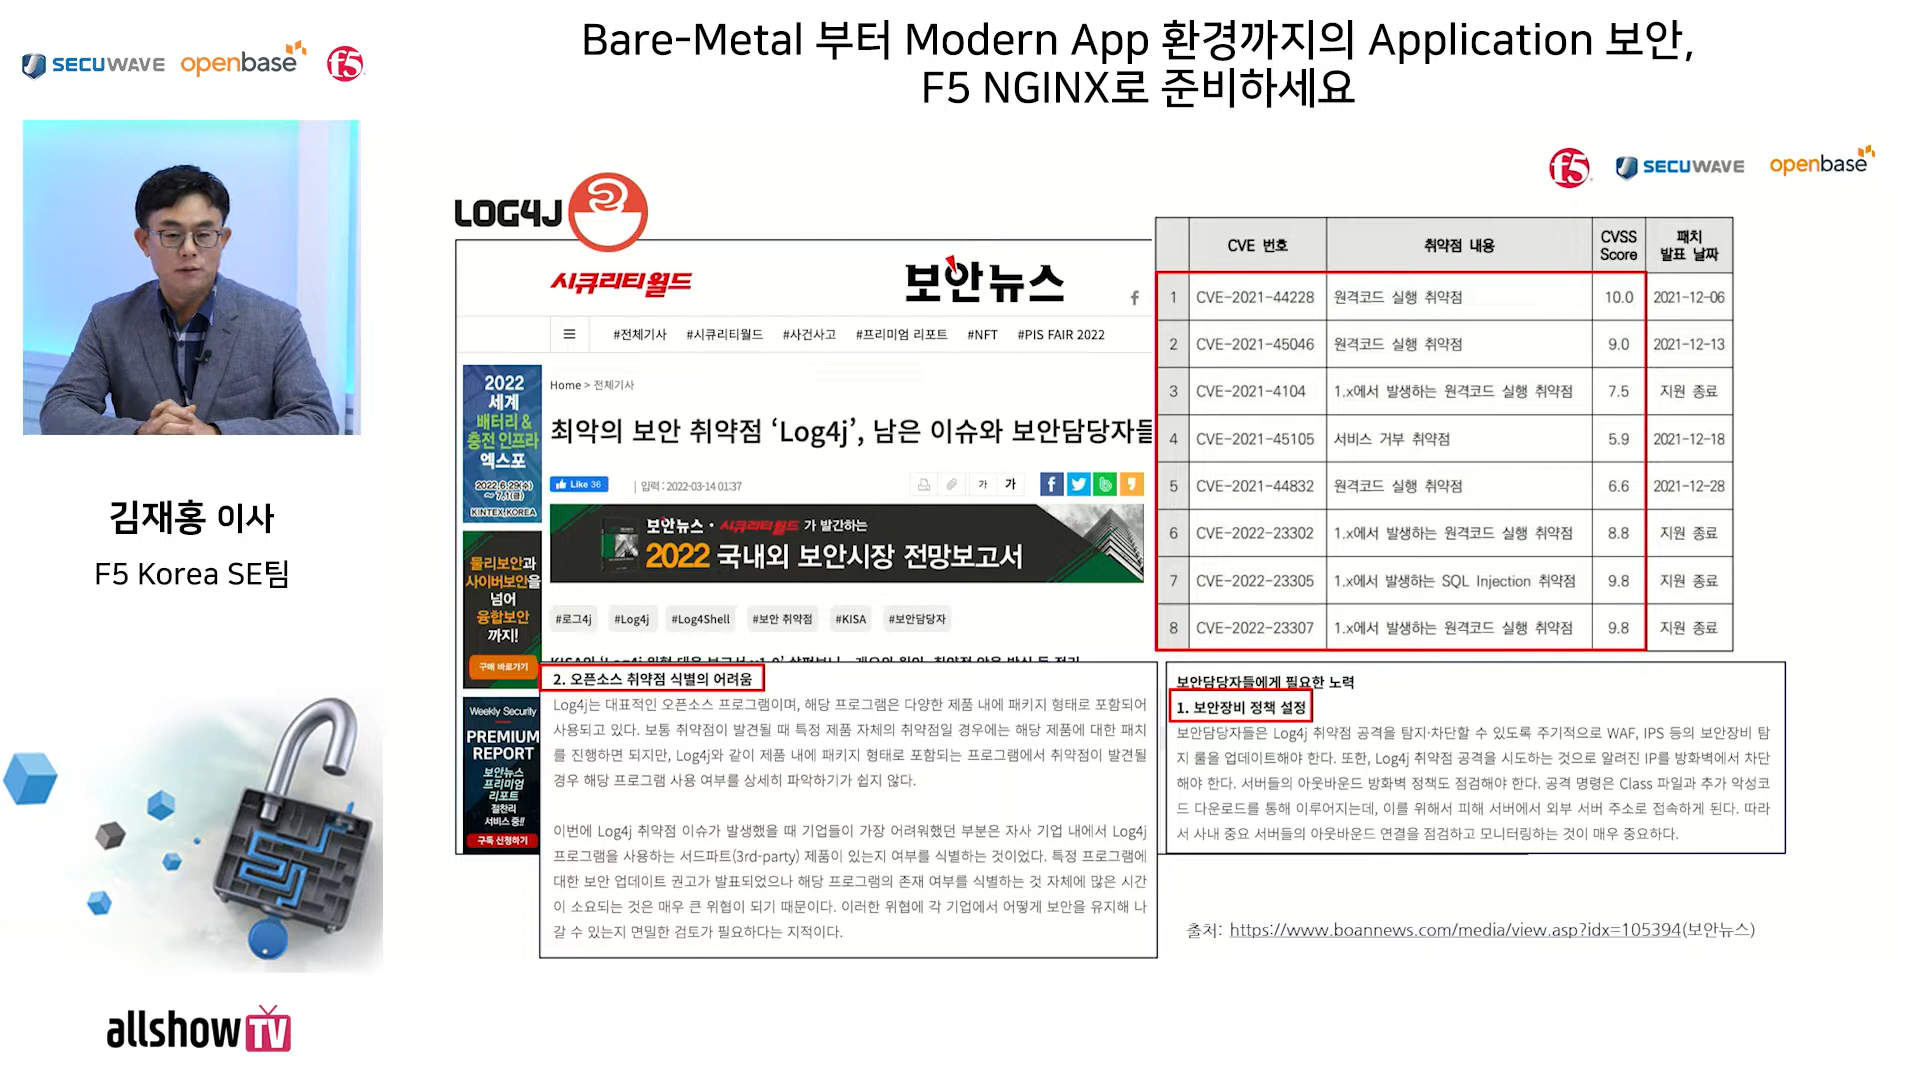 Bare-Metal 부터 Modern App 환경까지의 Application 보안,
F5 NGINX로 준비하세요
SECUWAVE openbase f5
김재홍 이사
F5 Korea SE팀
allshowTV
f5 SECUWAVE openbase
LOG4J
시큐리티월드
보안뉴스
#전체기사 #시큐리티월드 #사건사고 #프리미엄 리포트 #NFT #PIS FAIR 2022
2022
세계
배터리 &
충전 인프라
엑스포
2022.6.29(수)
~ 7.1(금)
KINTEX.KOREA
물리보안과
사이버보안을
넘어
융합보안
까지!
구매 바로가기
Weekly Security
PREMIUM
REPORT
보안뉴스
프리미엄
리포트
절찬리
서비스 중!!
구독 신청하기
Home > 전체기사
최악의 보안 취약점 ‘Log4j’, 남은 이슈와 보안담당자들
Like 36 | 입력 : 2022-03-14 01:37
가 가
보안뉴스 · 시큐리티월드 가 발간하는
2022 국내외 보안시장 전망보고서
#로그4j #Log4j #Log4Shell #보안 취약점 #KISA #보안담당자
2. 오픈소스 취약점 식별의 어려움
Log4j는 대표적인 오픈소스 프로그램이며, 해당 프로그램은 다양한 제품 내에 패키지 형태로 포함되어
사용되고 있다. 보통 취약점이 발견될 때 특정 제품 자체의 취약점일 경우에는 해당 제품에 대한 패치
를 진행하면 되지만, Log4j와 같이 제품 내에 패키지 형태로 포함되는 프로그램에서 취약점이 발견될
경우 해당 프로그램 사용 여부를 상세히 파악하기가 쉽지 않다.
이번에 Log4j 취약점 이슈가 발생했을 때 기업들이 가장 어려워했던 부분은 자사 기업 내에서 Log4j
프로그램을 사용하는 서드파트(3rd-party) 제품이 있는지 여부를 식별하는 것이었다. 특정 프로그램에
대한 보안 업데이트 권고가 발표되었으나 해당 프로그램의 존재 여부를 식별하는 것 자체에 많은 시간
이 소요되는 것은 매우 큰 위협이 되기 때문이다. 이러한 위협에 각 기업에서 어떻게 보안을 유지해 나
갈 수 있는지 면밀한 검토가 필요하다는 지적이다.
CVE 번호 취약점 내용 CVSS Score 패치 발표 날짜
1 CVE-2021-44228 원격코드 실행 취약점 10.0 2021-12-06
2 CVE-2021-45046 원격코드 실행 취약점 9.0 2021-12-13
3 CVE-2021-4104 1.x에서 발생하는 원격코드 실행 취약점 7.5 지원 종료
4 CVE-2021-45105 서비스 거부 취약점 5.9 2021-12-18
5 CVE-2021-44832 원격코드 실행 취약점 6.6 2021-12-28
6 CVE-2022-23302 1.x에서 발생하는 원격코드 실행 취약점 8.8 지원 종료
7 CVE-2022-23305 1.x에서 발생하는 SQL Injection 취약점 9.8 지원 종료
8 CVE-2022-23307 1.x에서 발생하는 원격코드 실행 취약점 9.8 지원 종료
보안담당자들에게 필요한 노력
1. 보안장비 정책 설정
보안담당자들은 Log4j 취약점 공격을 탐지·차단할 수 있도록 주기적으로 WAF, IPS 등의 보안장비 탐
지 룰을 업데이트해야 한다. 또한, Log4j 취약점 공격을 시도하는 것으로 알려진 IP를 방화벽에서 차단
해야 한다. 서버들의 아웃바운드 방화벽 정책도 점검해야 한다. 공격 명령은 Class 파일과 추가 악성코
드 다운로드를 통해 이루어지는데, 이를 위해서 피해 서버에서 외부 서버 주소로 접속하게 된다. 따라
서 사내 중요 서버들의 아웃바운드 연결을 점검하고 모니터링하는 것이 매우 중요하다.
출처: https://www.boannews.com/media/view.asp?idx=105394(보안뉴스)